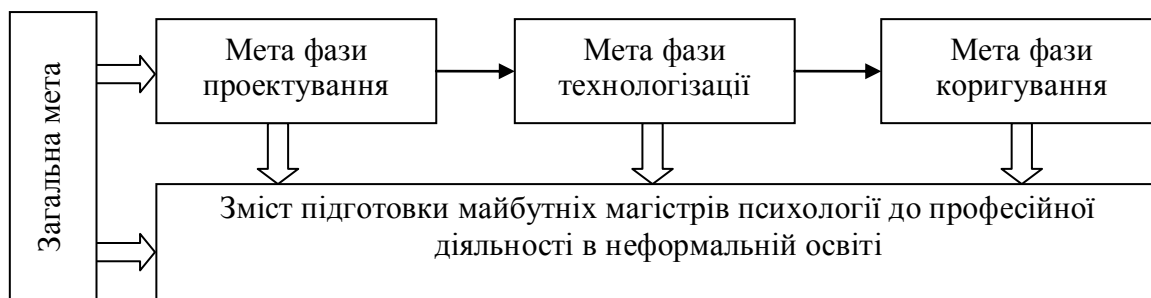 Загальна мета
Мета фази
проектування
Мета фази
технологізації
Мета фази
коригування
Зміст підготовки майбутніх магістрів психології до професійної
діяльності в неформальній освіті